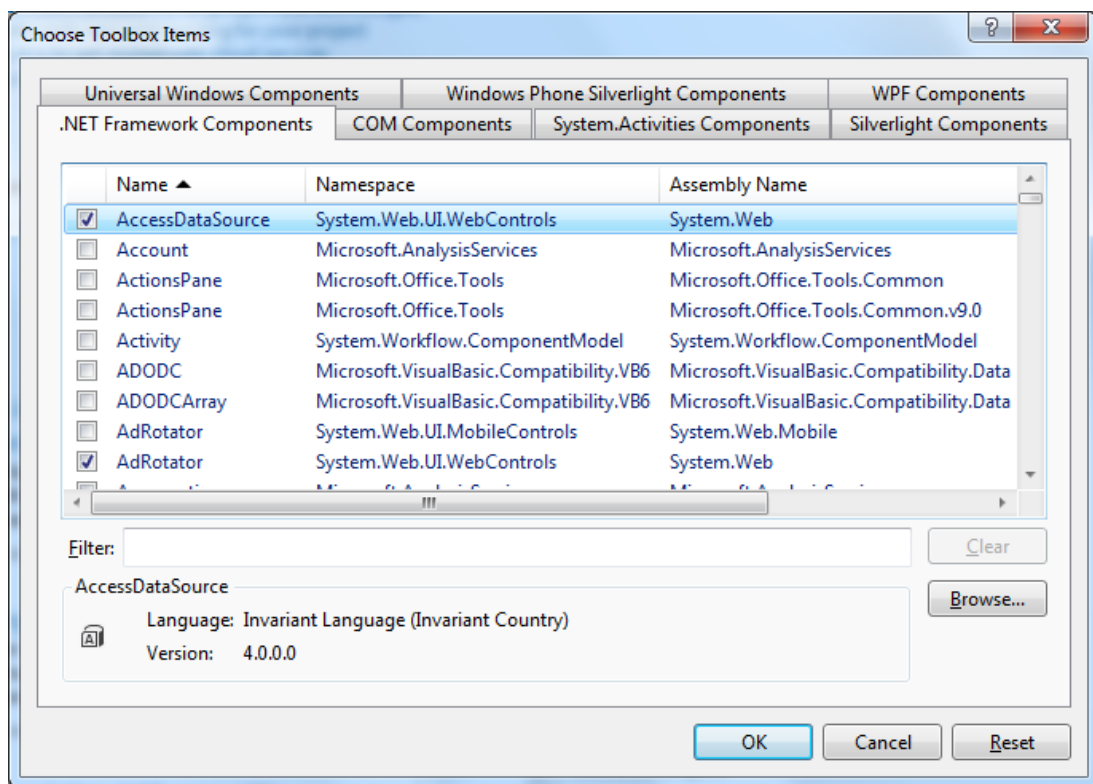 Choose Toolbox Items
Universal Windows Components Windows Phone Silverlight Components WPF Components
.NET Framework Components COM Components System.Activities Components Silverlight Components
Name Namespace Assembly Name
AccessDataSource System.Web.UI.WebControls System.Web
Account Microsoft.AnalysisServices Microsoft.AnalysisServices
ActionsPane Microsoft.Office.Tools Microsoft.Office.Tools.Common
ActionsPane Microsoft.Office.Tools Microsoft.Office.Tools.Common.v9.0
Activity System.Workflow.ComponentModel System.Workflow.ComponentModel
ADODC Microsoft.VisualBasic.Compatibility.VB6 Microsoft.VisualBasic.Compatibility.Data
ADODCArray Microsoft.VisualBasic.Compatibility.VB6 Microsoft.VisualBasic.Compatibility.Data
AdRotator System.Web.UI.MobileControls System.Web.Mobile
AdRotator System.Web.UI.WebControls System.Web
Filter: Clear
AccessDataSource
Browse...
Language: Invariant Language (Invariant Country)
Version: 4.0.0.0
OK Cancel Reset